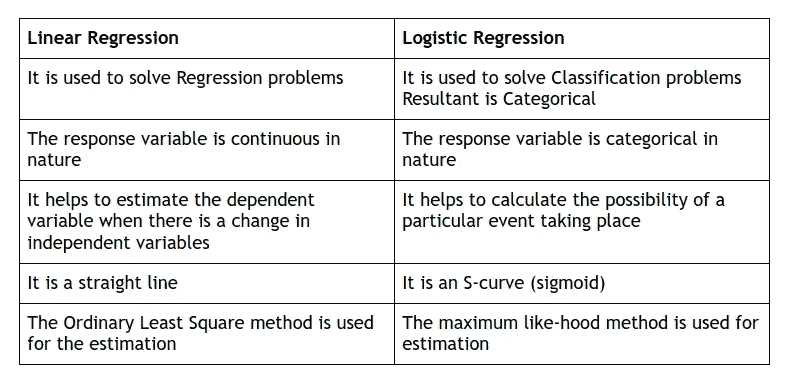 Linear Regression
Logistic Regression
It is used to solve Regression problems
It is used to solve Classification problems
Resultant is Categorical
The response variable is continuous in
nature
The response variable is categorical in
nature
It helps to estimate the dependent
variable when there is a change in
independent variables
It helps to calculate the possibility of a
particular event taking place
It is a straight line
It is an S-curve (sigmoid)
The Ordinary Least Square method is used
for the estimation
The maximum like-hood method is used for
estimation